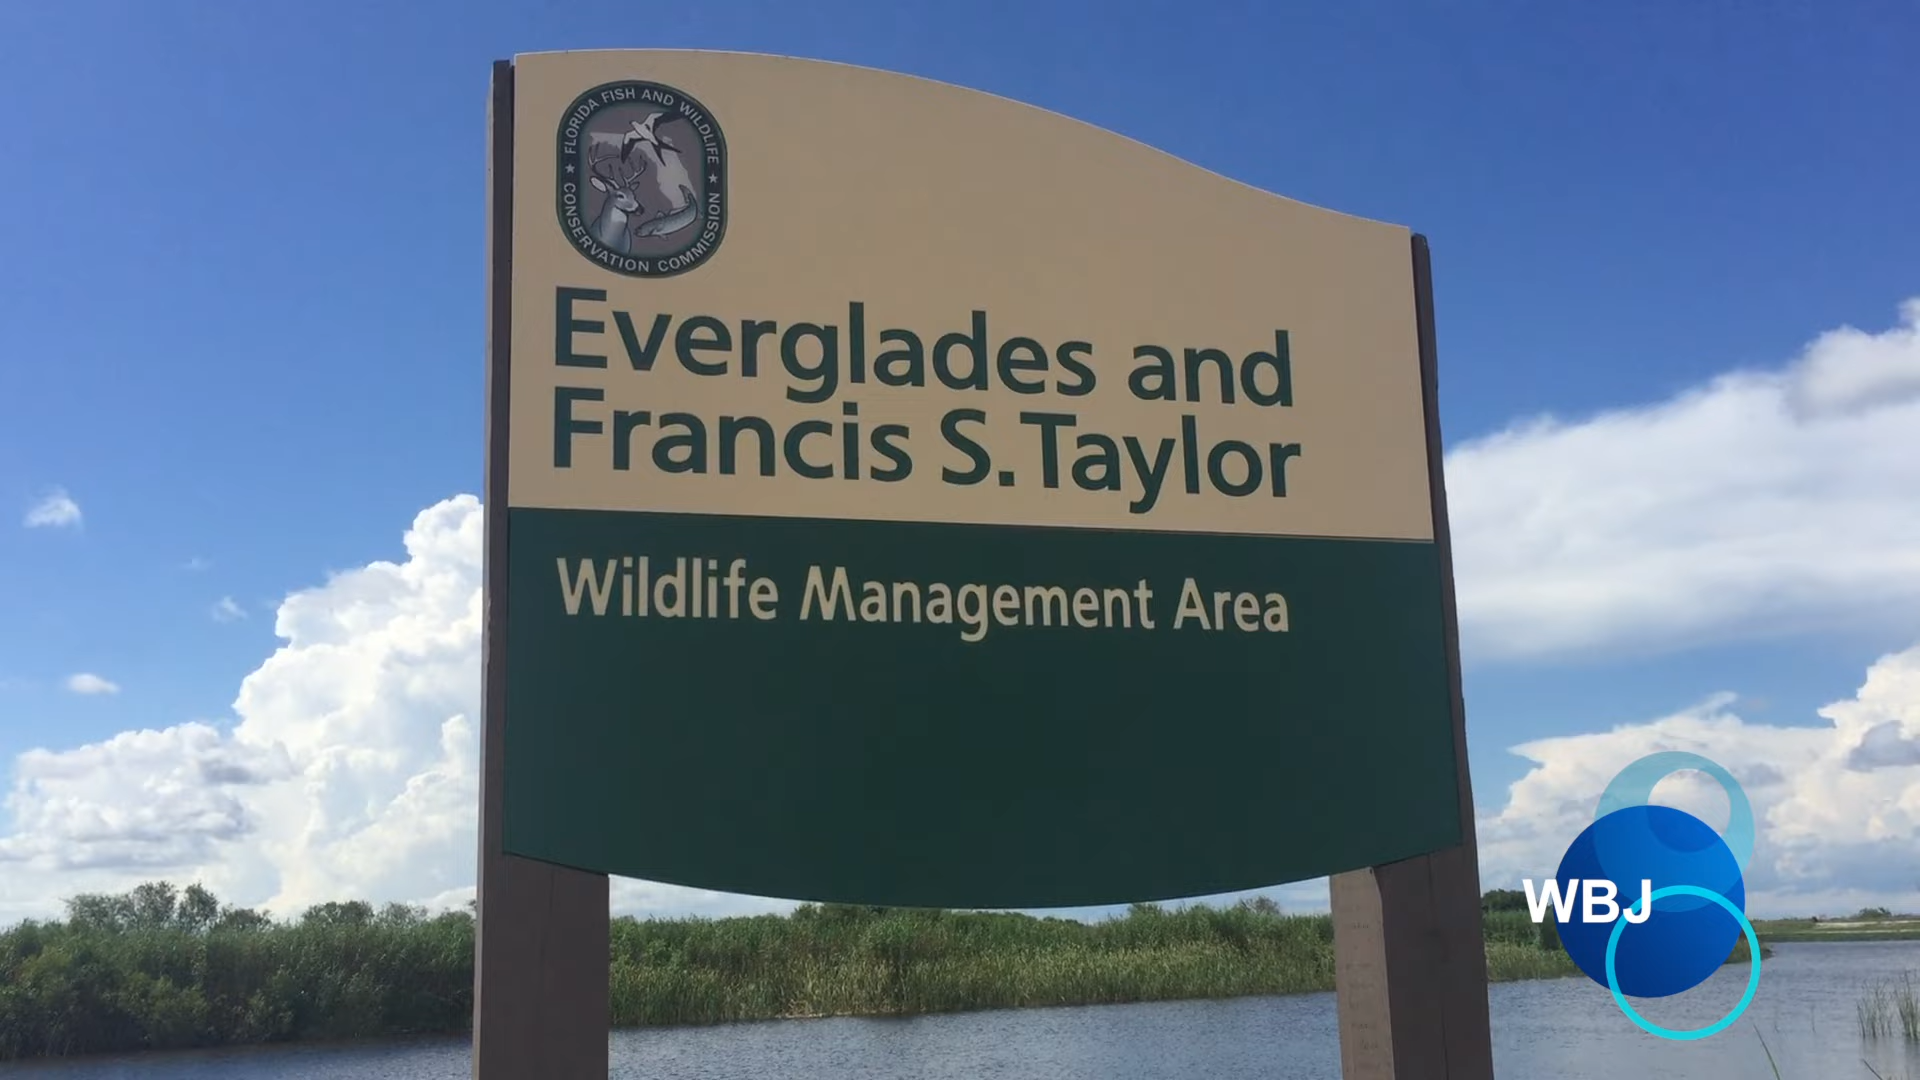 FLORIDA FISH AND WILDLIFE
CONSERVATION COMMISSION
Everglades and
Francis S. Taylor
Wildlife Management Area
WBJ